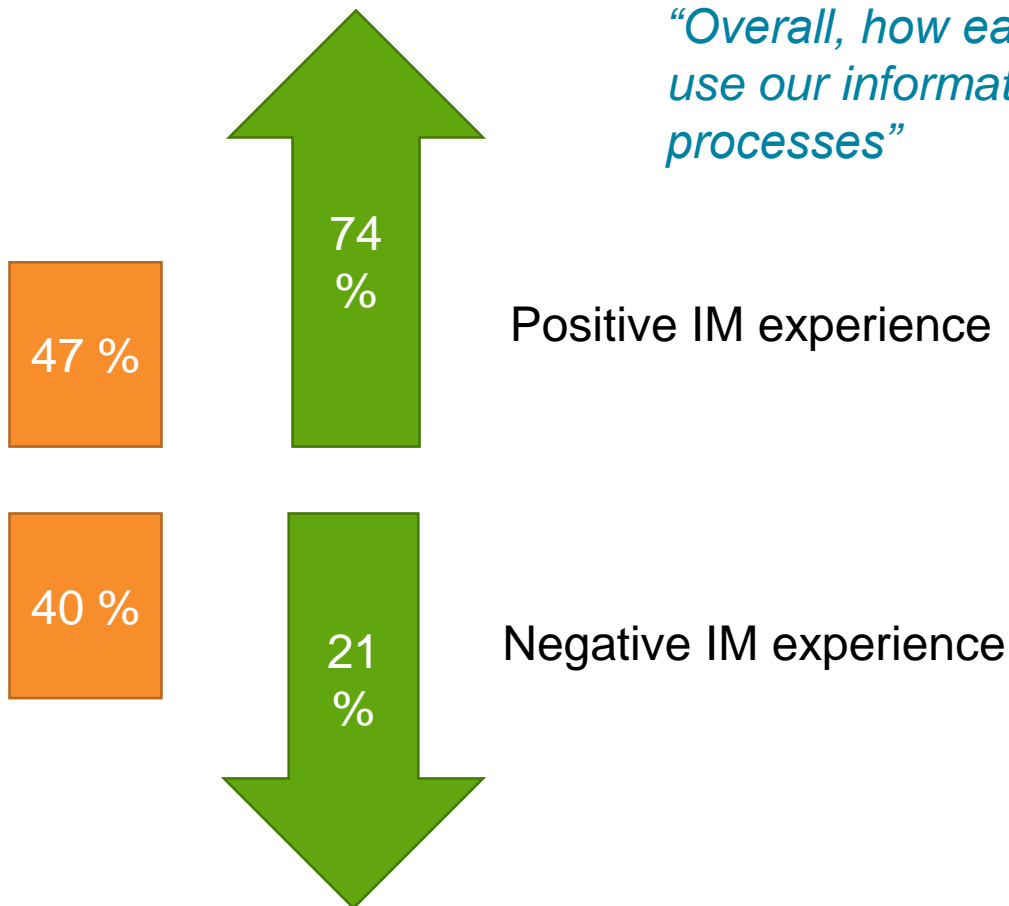 “Overall, how ea
use our informat
processes”
74
%
47 %
Positive IM experience
40 %
21
%
Negative IM experience